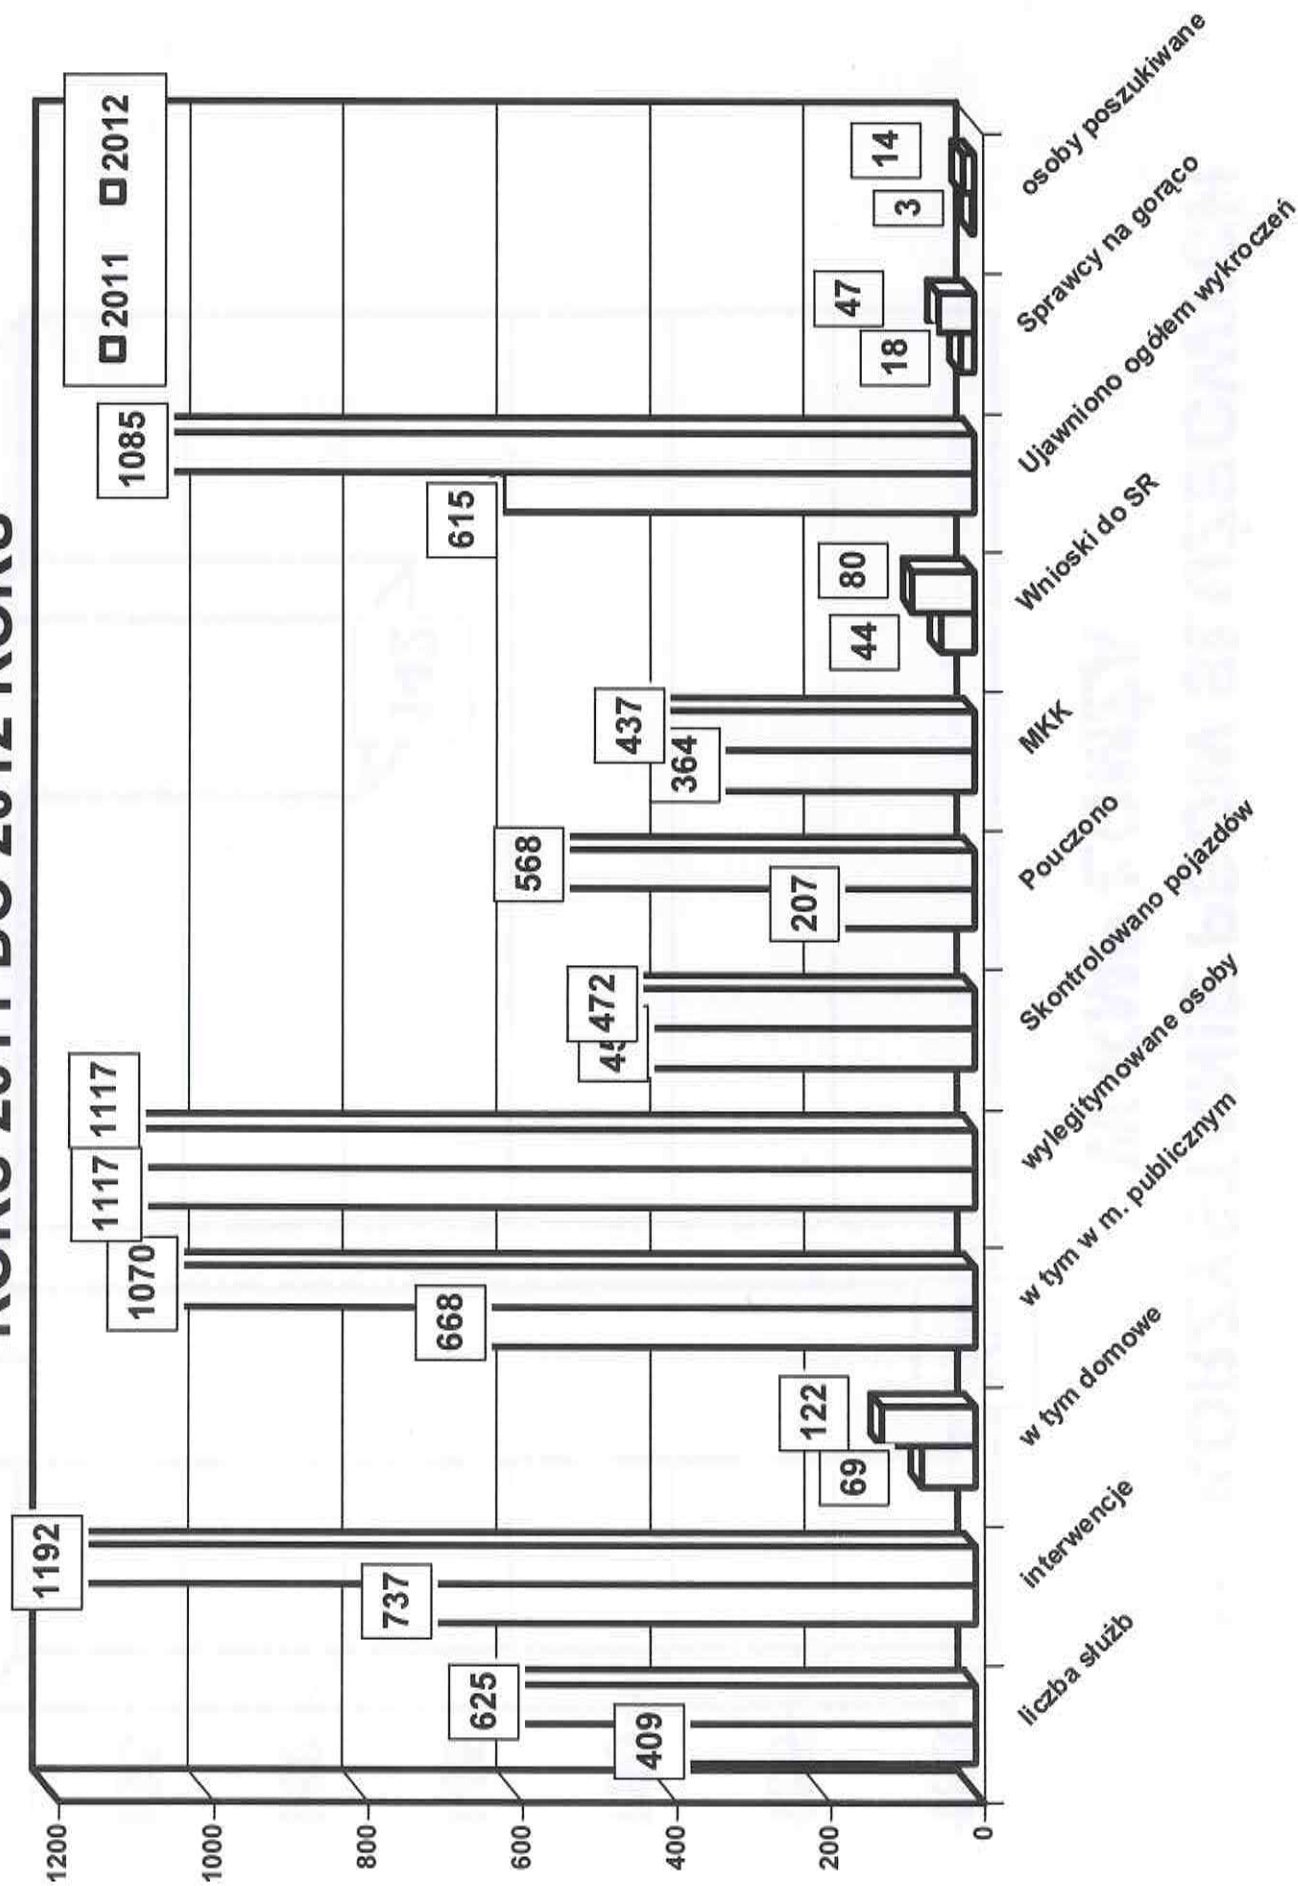 ROKU 2011 DO 2012 ROKU
2011 2012
1200
1000
800
600
400
200
0
409 625
737 1192
69 122
668 1070
1117 1117
45 472
207 568
364 437
44 80
615 1085
18 47
3 14
liczba służb
interwencje
w tym domowe
w tym w m. publicznym
wylegitymowane osoby
Skontrolowano pojazdów
Pouczono
MKK
Wnioski do SR
Ujawniono ogółem wykroczeń
Sprawcy na gorąco
osoby poszukiwane